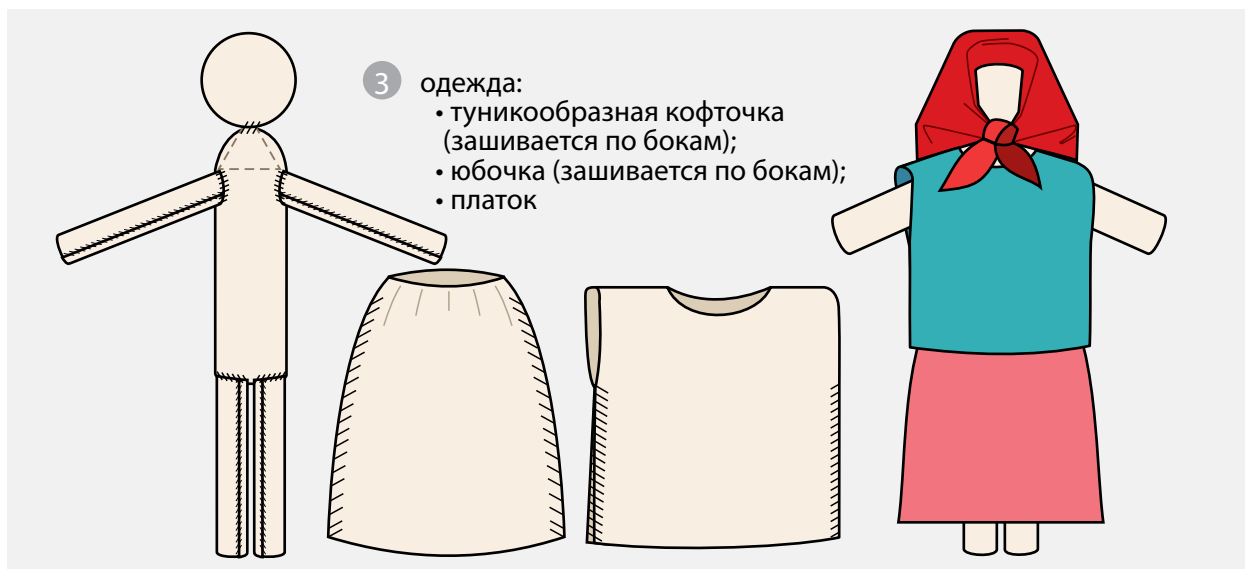 3 одежда:
• туникообразная кофточка
(зашивается по бокам);
• юбочка (зашивается по бокам);
• платок